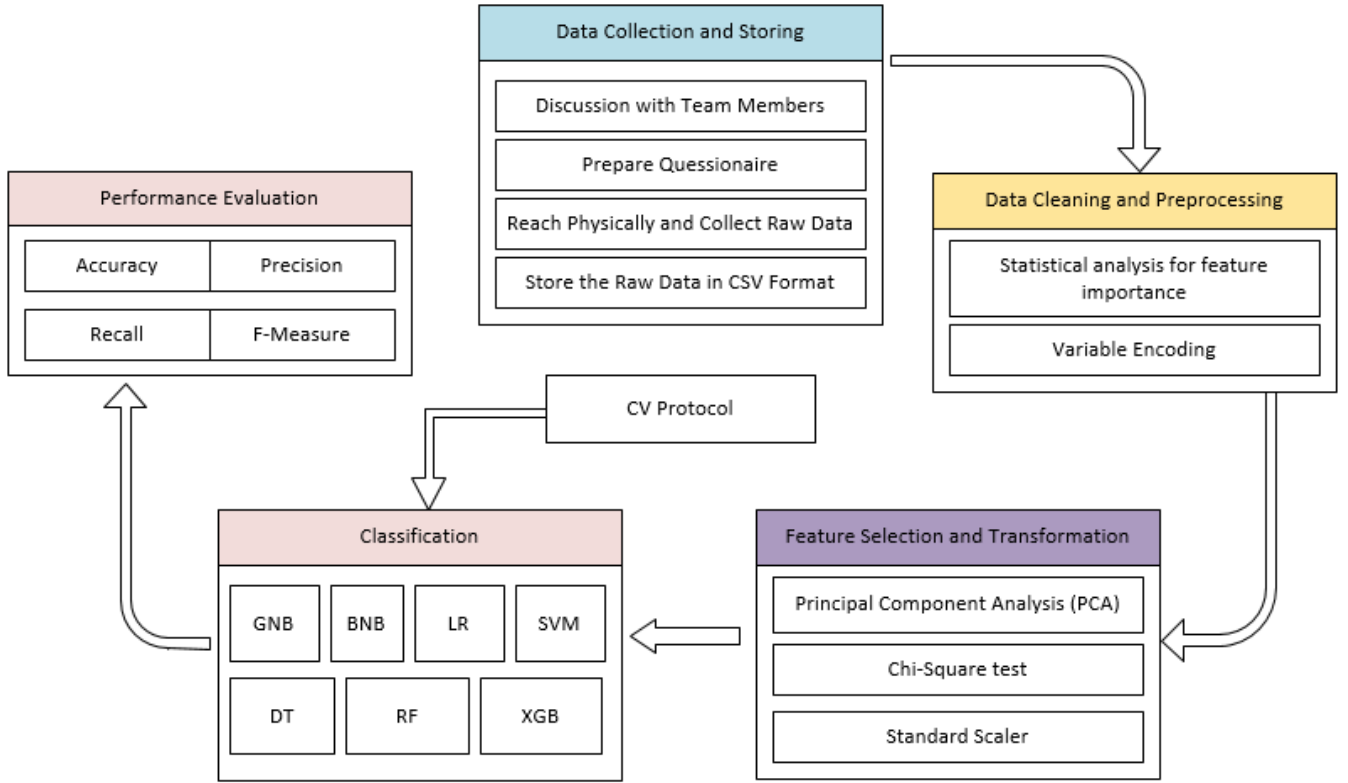 Data Collection and Storing
Discussion with Team Members
Prepare Quessionaire
Reach Physically and Collect Raw Data
Store the Raw Data in CSV Format
Data Cleaning and Preprocessing
Statistical analysis for feature
importance
Variable Encoding
Feature Selection and Transformation
Principal Component Analysis (PCA)
Chi-Square test
Standard Scaler
CV Protocol
Classification
GNB
BNB
LR
SVM
DT
RF
XGB
Performance Evaluation
Accuracy
Precision
Recall
F-Measure